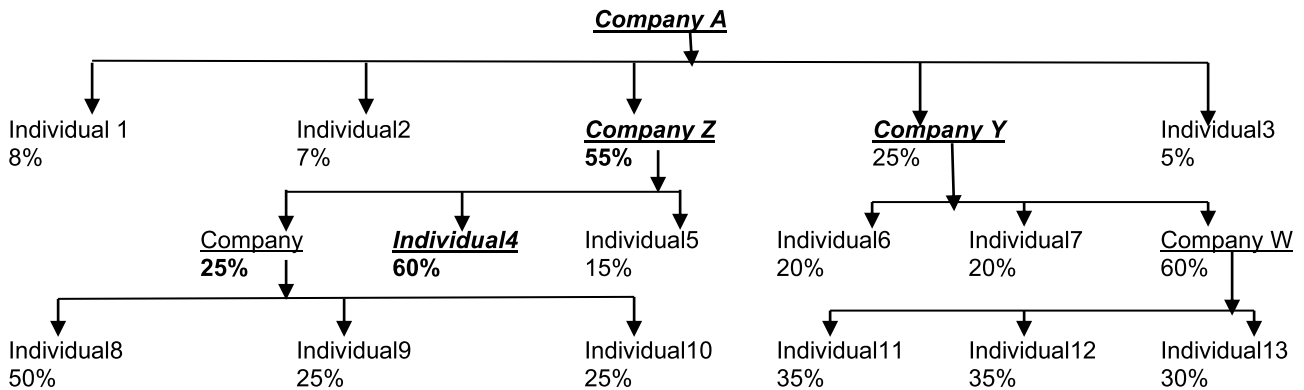 Company A
Individual 1 Individual2 Company Z Company Y Individual3
8% 7% 55% 25% 5%
Company Individual4 Individual5 Individual6 Individual7 Company W
25% 60% 15% 20% 20% 60%
Individual8 Individual9 Individual10 Individual11 Individual12 Individual13
50% 25% 25% 35% 35% 30%